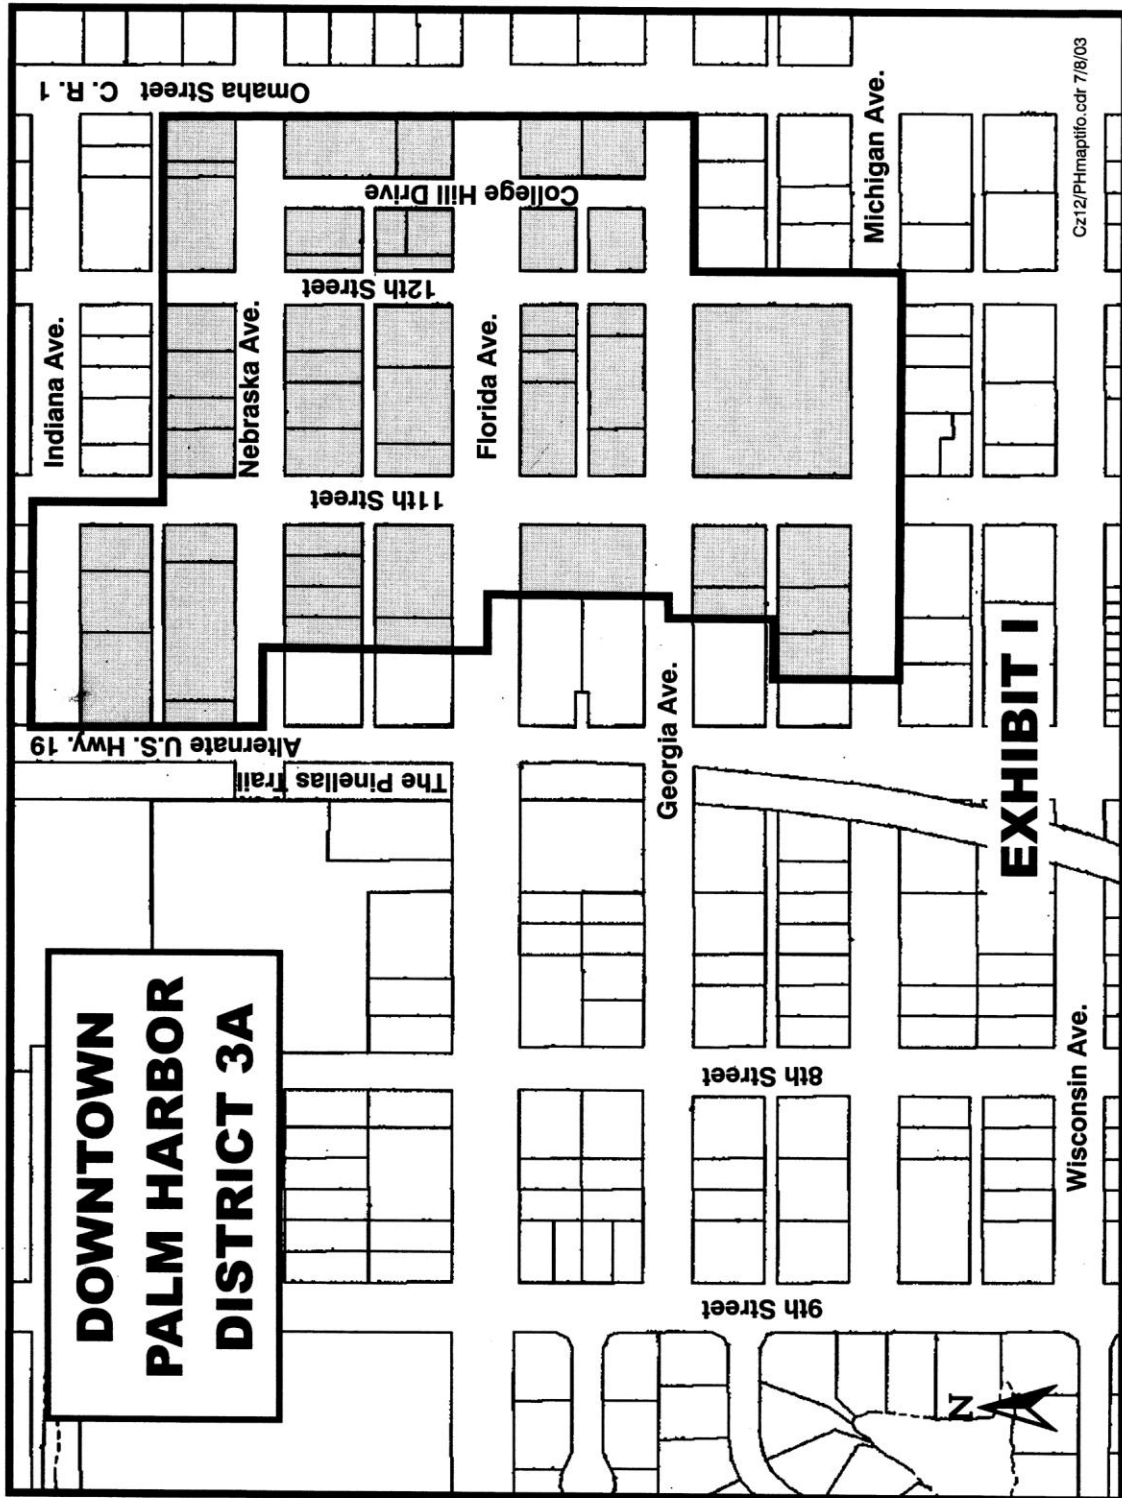 DOWNTOWN
PALM HARBOR
DISTRICT 3A
Omaha Street C. R. 1
Indiana Ave.
College Hill Drive
12th Street
Nebraska Ave.
Florida Ave.
11th Street
Michigan Ave.
Cz12/PHmaptifo.cdr 7/8/03
Alternate U.S. Hwy. 19
The Pinellas Trail
Georgia Ave.
EXHIBIT I
8th Street
Wisconsin Ave.
9th Street
N